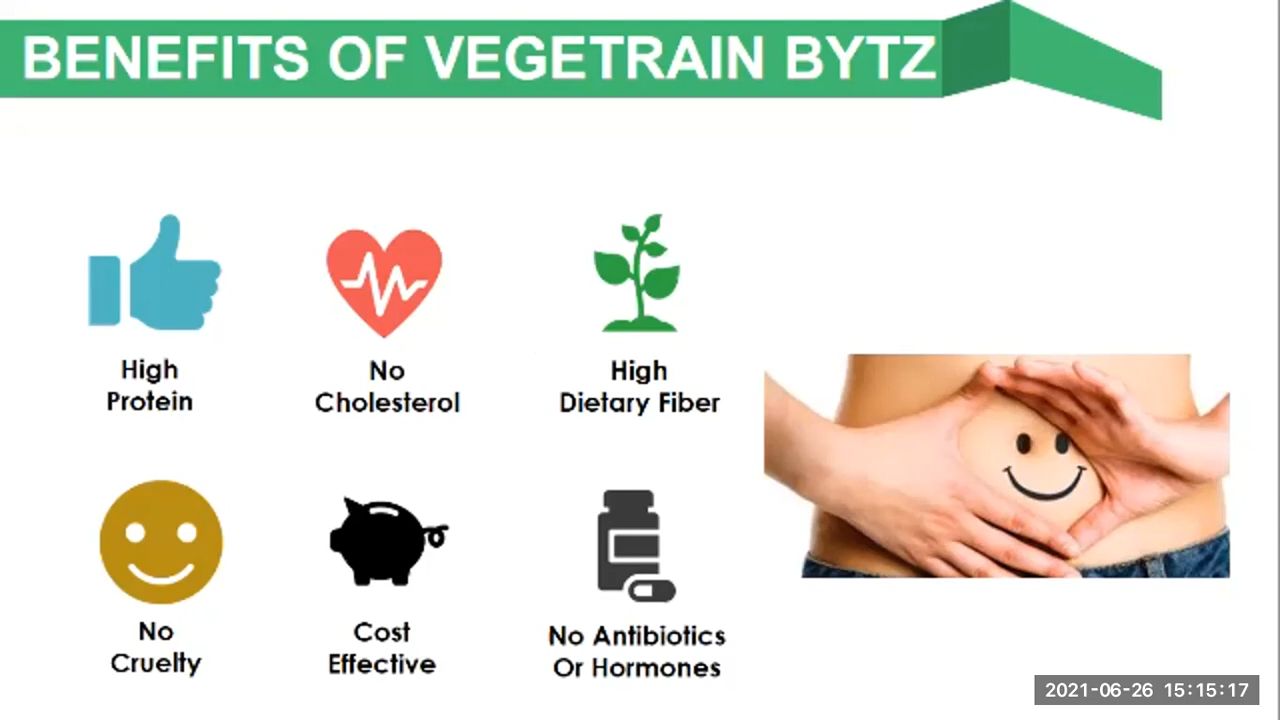 BENEFITS OF VEGETRAIN BYTZ
High
Protein
No
Cholesterol
High
Dietary Fiber
No
Cruelty
Cost
Effective
No Antibiotics
Or Hormones
2021-06-26 15:15:17